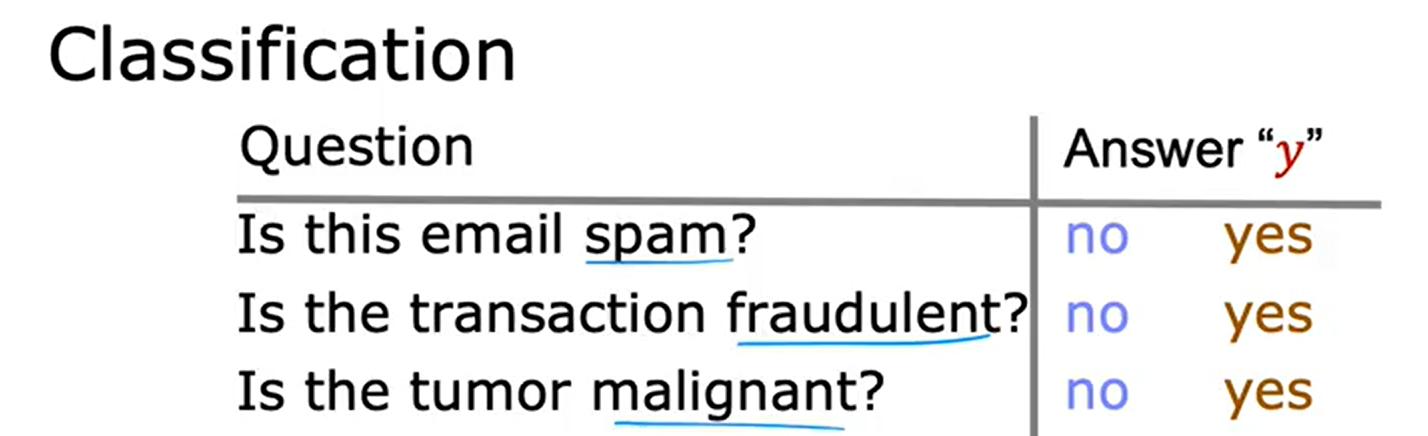 Classification
Question Answer “y”
Is this email spam? no yes
Is the transaction fraudulent? no yes
Is the tumor malignant? no yes